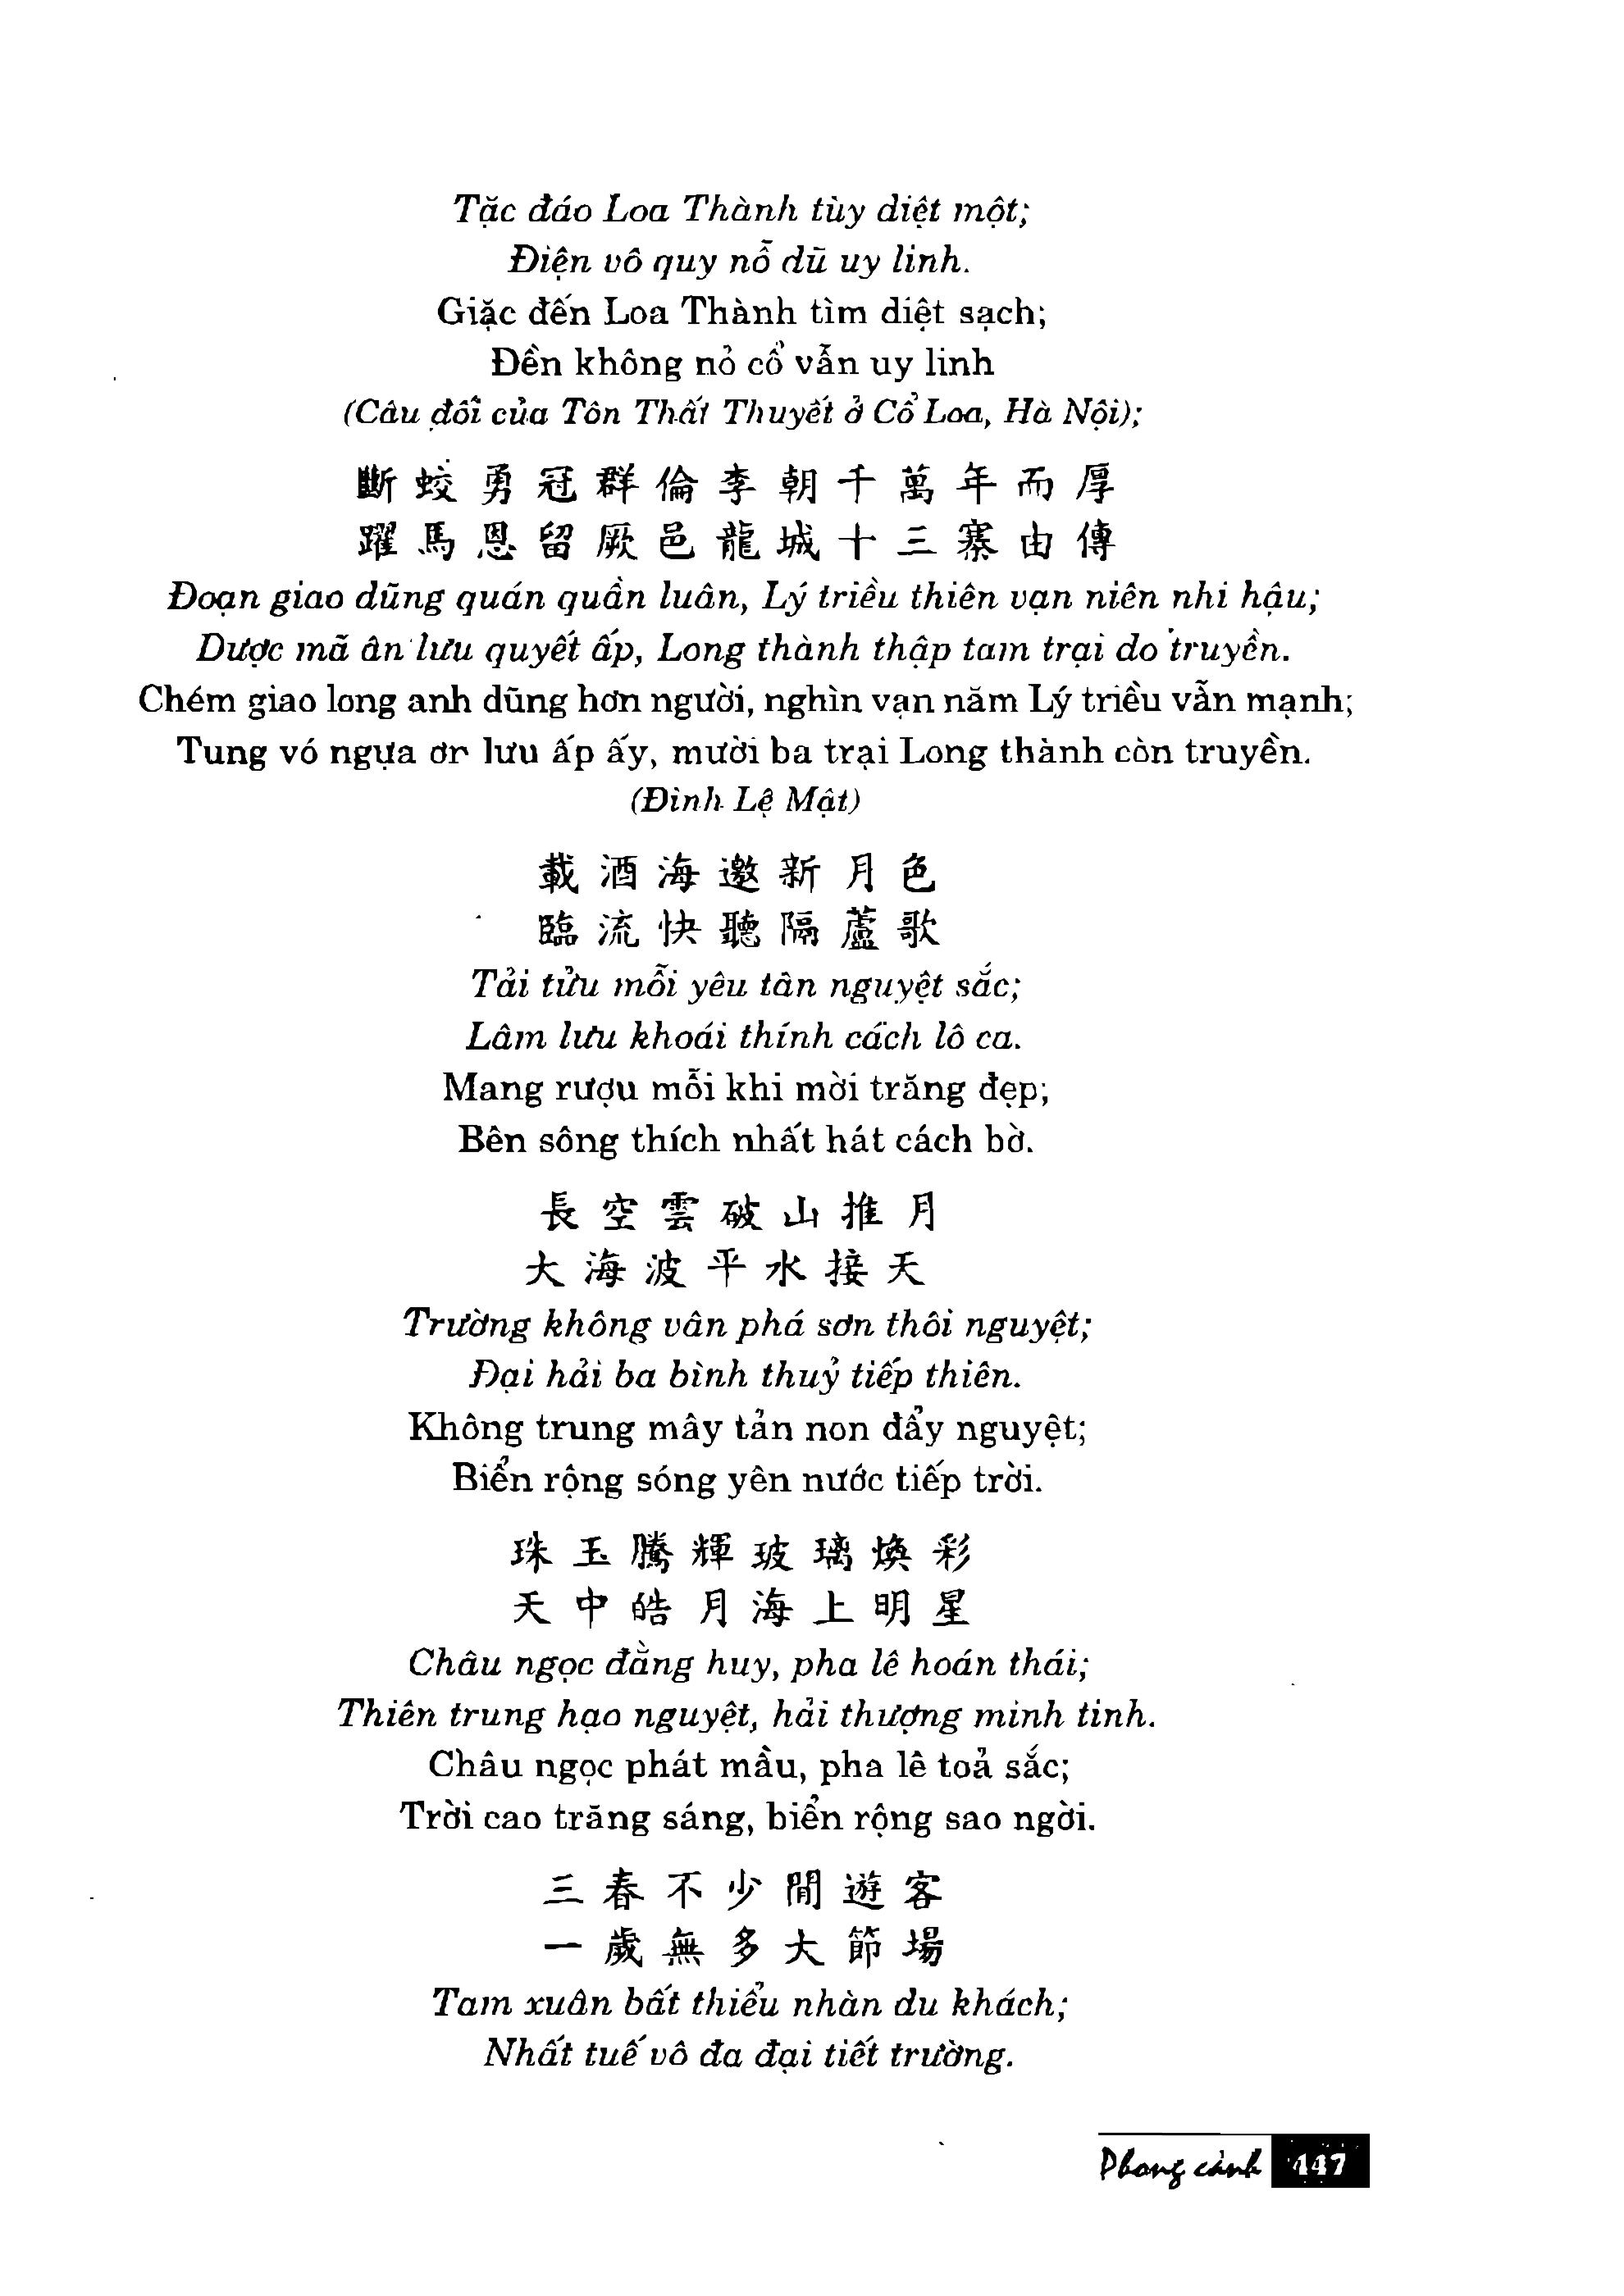 Tặc đáo Loa Thành tùy diệt một;
Điện vô quy nỗ dũ uy linh.
Giặc đến Loa Thành tìm diệt sạch;
Đền không nỏ cổ vẫn uy linh
(Câu đối của Tôn Thất Thuyết ở Cổ Loa, Hà Nội);
斷蛟勇冠群倫李朝千萬年而厚
躍馬恩留厥邑龍城十三寨由傳
Đoạn giao dũng quán quần luân, Lý triều thiên vạn niên nhi hậu;
Dược mã ân lưu quyết ấp, Long thành thập tam trại do truyền.
Chém giao long anh dũng hơn người, nghìn vạn năm Lý triều vẫn mạnh;
Tung vó ngựa ơn lưu ấp ấy, mười ba trại Long thành còn truyền.
(Đình Lệ Mật)
載酒海邀新月色
臨流快聽隔蘆歌
Tải tửu mỗi yêu tân nguyệt sắc;
Lâm lưu khoái thính cách lô ca.
Mang rượu mỗi khi mời trăng đẹp;
Bên sông thích nhất hát cách bờ.
長空雲破山推月
大海波平水接天
Trường không vân phá sơn thôi nguyệt;
Đại hải ba bình thuỷ tiếp thiên.
Không trung mây tản non đẩy nguyệt;
Biển rộng sóng yên nước tiếp trời.
珠玉騰輝玻璃煥彩
天中皓月海上明星
Châu ngọc đằng huy, pha lê hoán thái;
Thiên trung hạo nguyệt, hải thượng minh tinh.
Châu ngọc phát mầu, pha lê toả sắc;
Trời cao trăng sáng, biển rộng sao ngời.
三春不少閒遊客
一歲無多大節場
Tam xuân bất thiểu nhàn du khách;
Nhất tuế vô đa đại tiết trường.
Phong cảnh 447